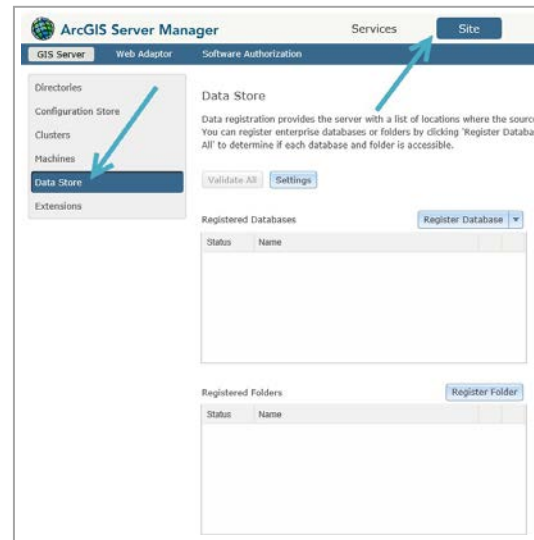 ArcGIS Server Manager
Services
Site
GIS Server
Web Adaptor
Software Authorization
Directories
Configuration Store
Clusters
Machines
Data Store
Extensions
Data Store
Data registration provides the server with a list of locations where the sourc
You can register enterprise databases or folders by clicking 'Register Databa
All' to determine if each database and folder is accessible.
Validate All
Settings
Registered Databases
Register Database
Status
Name
Registered Folders
Register Folder
Status
Name